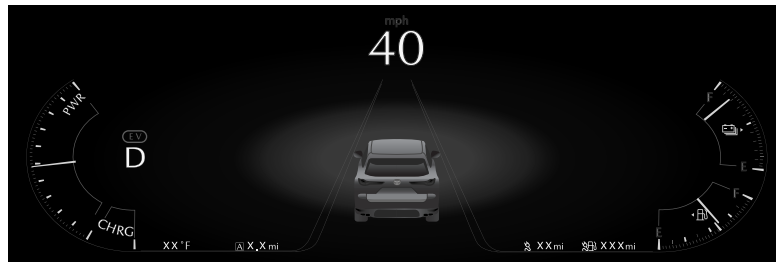 mph
40
PWR
EV
D
CHRG
F
E
F
E
XX°F
A X.X mi
XX mi
XXX mi